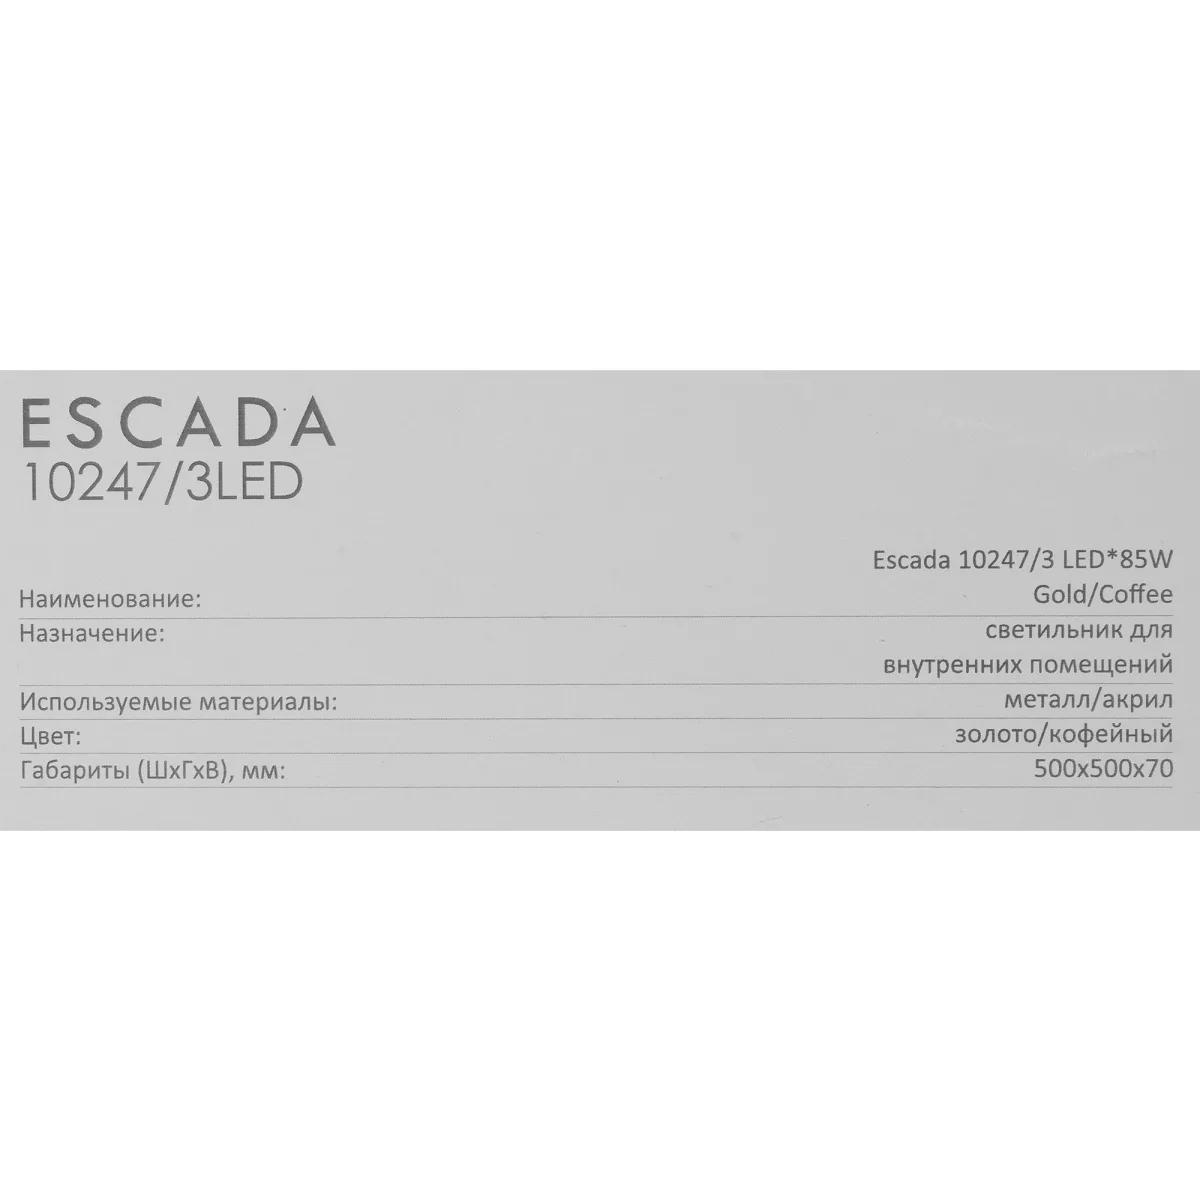 ESCADA
10247/3LED
Escada 10247/3 LED*85W
Наименование: Gold/Coffee
Назначение: светильник для
внутренних помещений
Используемые материалы: металл/акрил
Цвет: золото/кофейный
Габариты (ШхГхВ), мм: 500х500х70